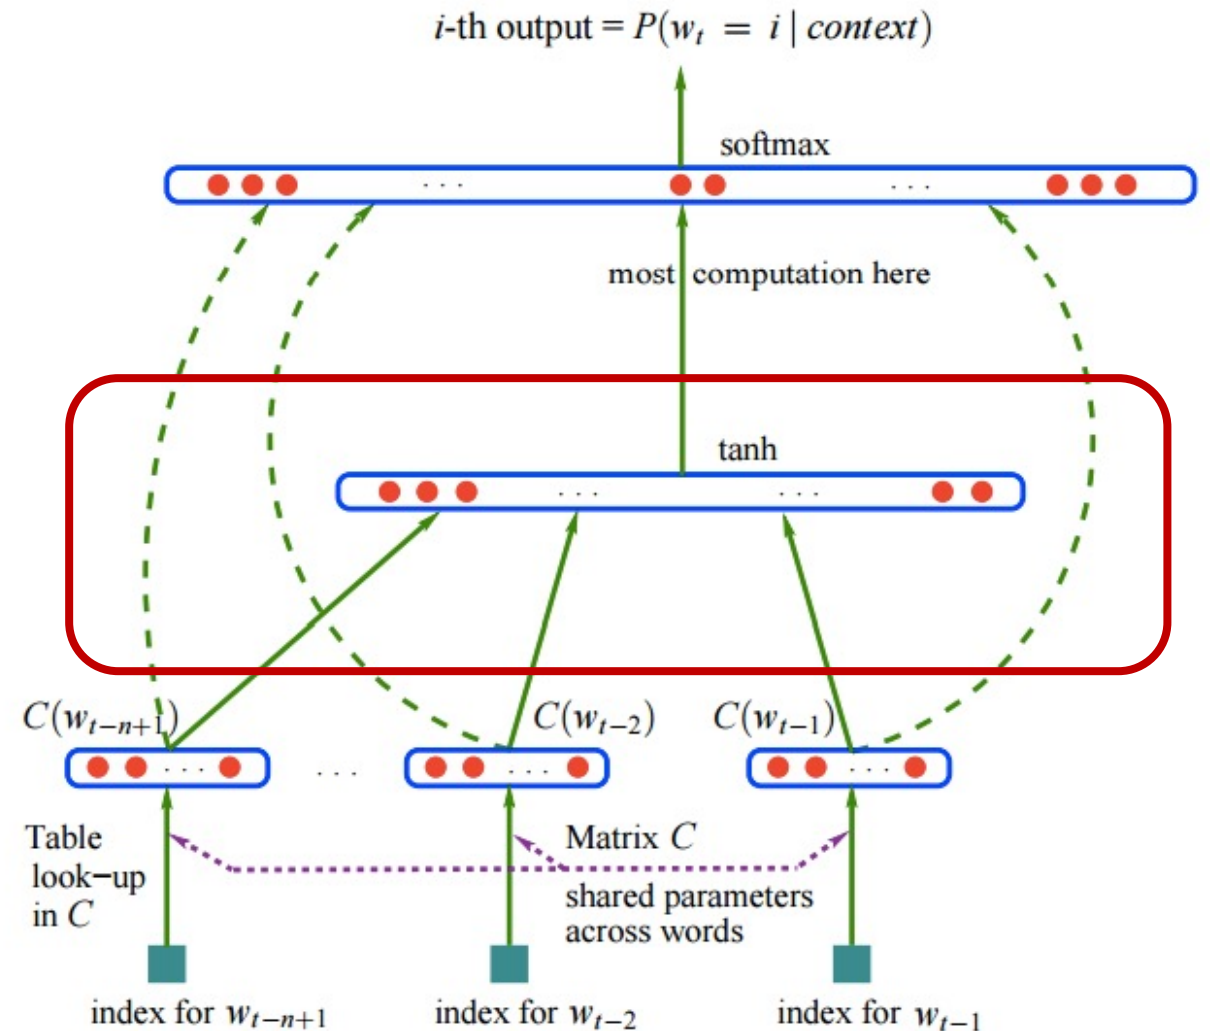 i-th output = P(w_t = i | context)
softmax
. . .
. . .
most computation here
tanh
. . .
. . .
C(w_{t−n+1})
C(w_{t−2})
C(w_{t−1})
. . .
. . .
. . .
. . .
Table
look−up
in C
Matrix C
shared parameters
across words
index for w_{t−n+1}
index for w_{t−2}
index for w_{t−1}